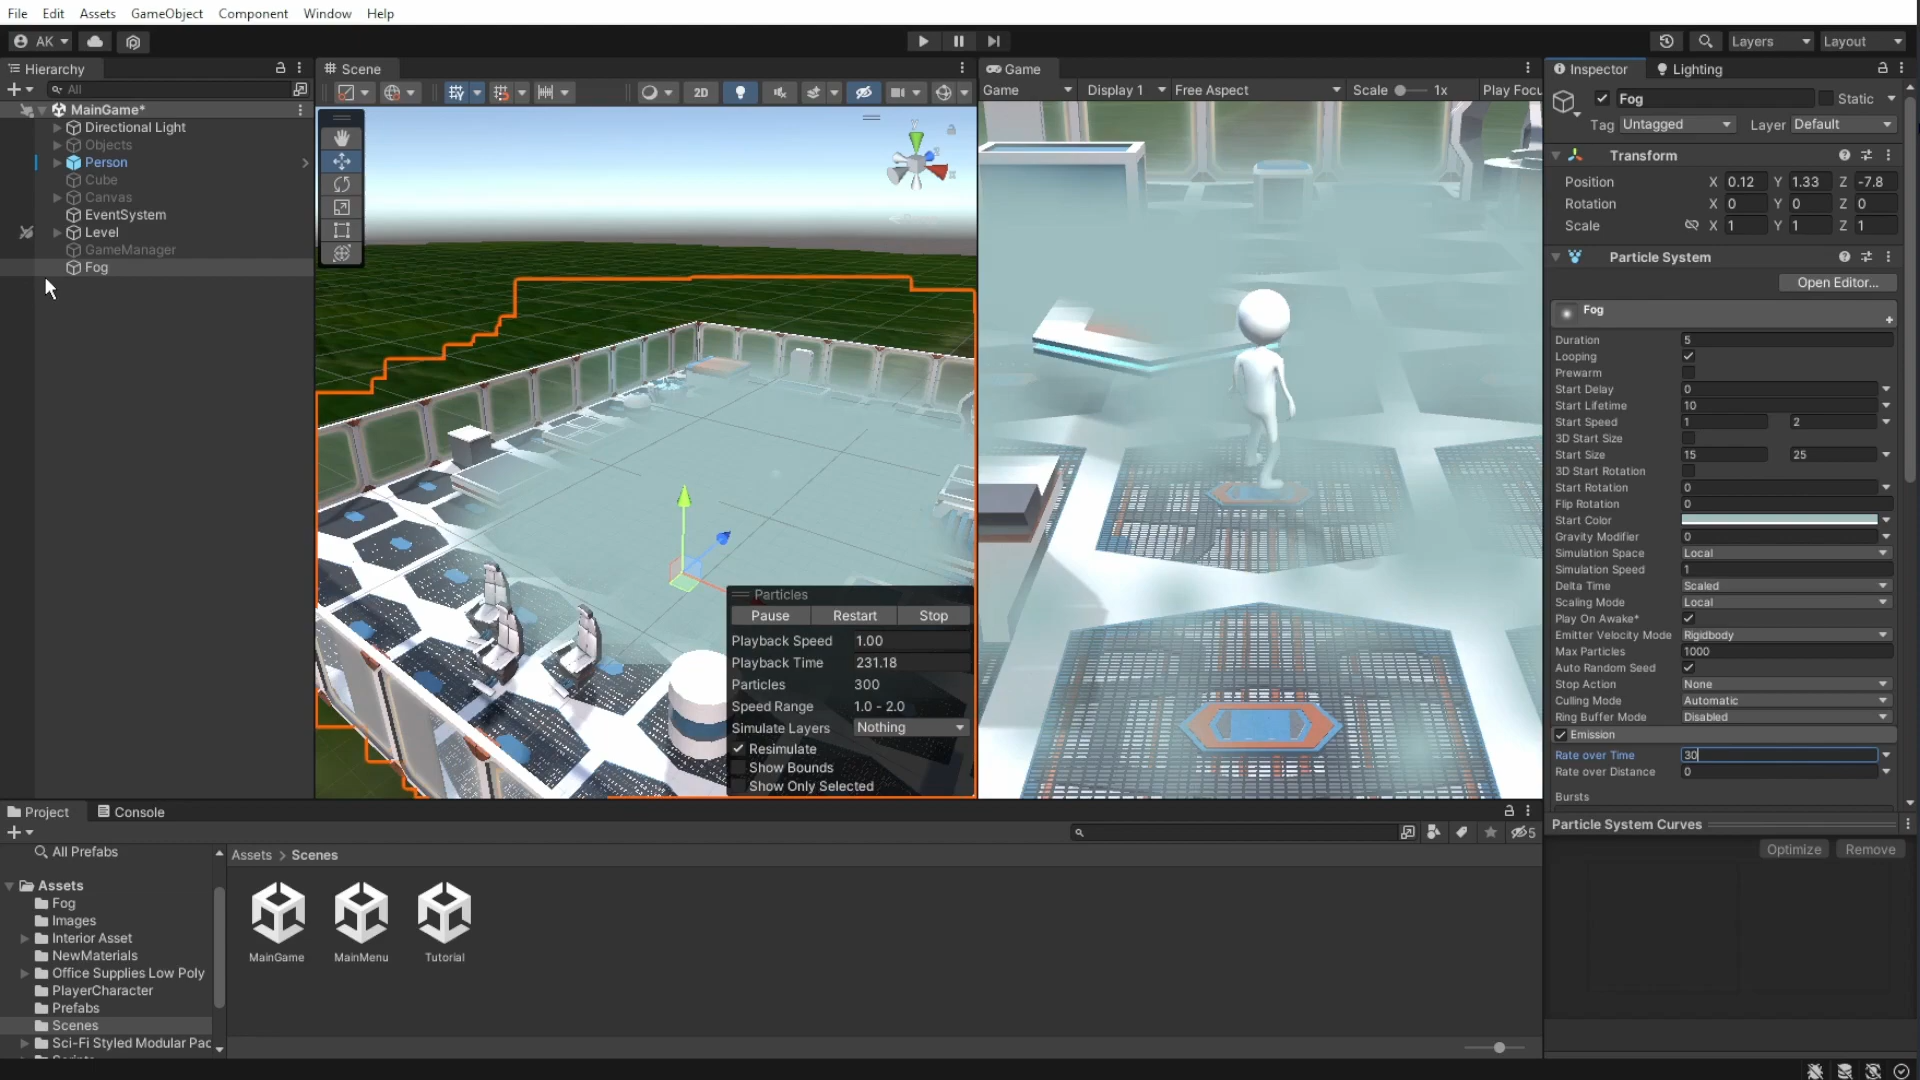 File Edit Assets GameObject Component Window Help
AK
Layers Layout
Hierarchy
All
MainGame*
Directional Light
Objects
Person
Cube
Canvas
EventSystem
Level
GameManager
Fog
Scene
2D
Particles
Pause Restart Stop
Playback Speed 1.00
Playback Time 231.18
Particles 300
Speed Range 1.0 - 2.0
Simulate Layers Nothing
Resimulate
Show Bounds
Show Only Selected
Game
Game Display 1 Free Aspect Scale 1x Play Focu
Inspector Lighting
Fog Static
Tag Untagged Layer Default
Transform
Position X 0.12 Y 1.33 Z -7.8
Rotation X 0 Y 0 Z 0
Scale X 1 Y 1 Z 1
Particle System
Open Editor...
Fog
Duration 5
Looping
Prewarm
Start Delay 0
Start Lifetime 10
Start Speed 1 2
3D Start Size
Start Size 15 25
3D Start Rotation
Start Rotation 0
Flip Rotation 0
Start Color
Gravity Modifier 0
Simulation Space Local
Simulation Speed 1
Delta Time Scaled
Scaling Mode Local
Play On Awake*
Emitter Velocity Mode Rigidbody
Max Particles 1000
Auto Random Seed
Stop Action None
Culling Mode Automatic
Ring Buffer Mode Disabled
Emission
Rate over Time 30
Rate over Distance 0
Bursts
Particle System Curves
Optimize Remove
Project Console
5
All Prefabs
Assets
Fog
Images
Interior Asset
NewMaterials
Office Supplies Low Poly
PlayerCharacter
Prefabs
Scenes
Sci-Fi Styled Modular Pac
Assets > Scenes
MainGame MainMenu Tutorial